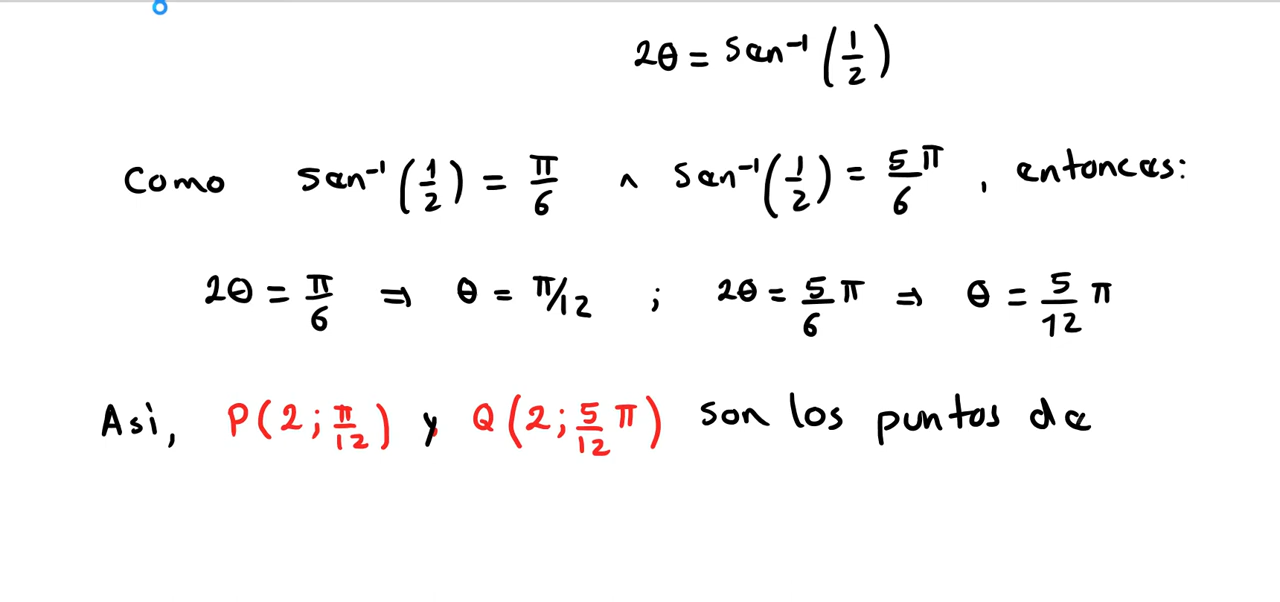 2θ = sen⁻¹(1/2)
Como sen⁻¹(1/2) = π/6 ∧ sen⁻¹(1/2) = 5π/6 , entonces:
2θ = π/6 ⇒ θ = π/12 ; 2θ = 5/6 π ⇒ θ = 5/12 π
Asi, P(2; π/12) y Q(2; 5/12 π) son los puntos de